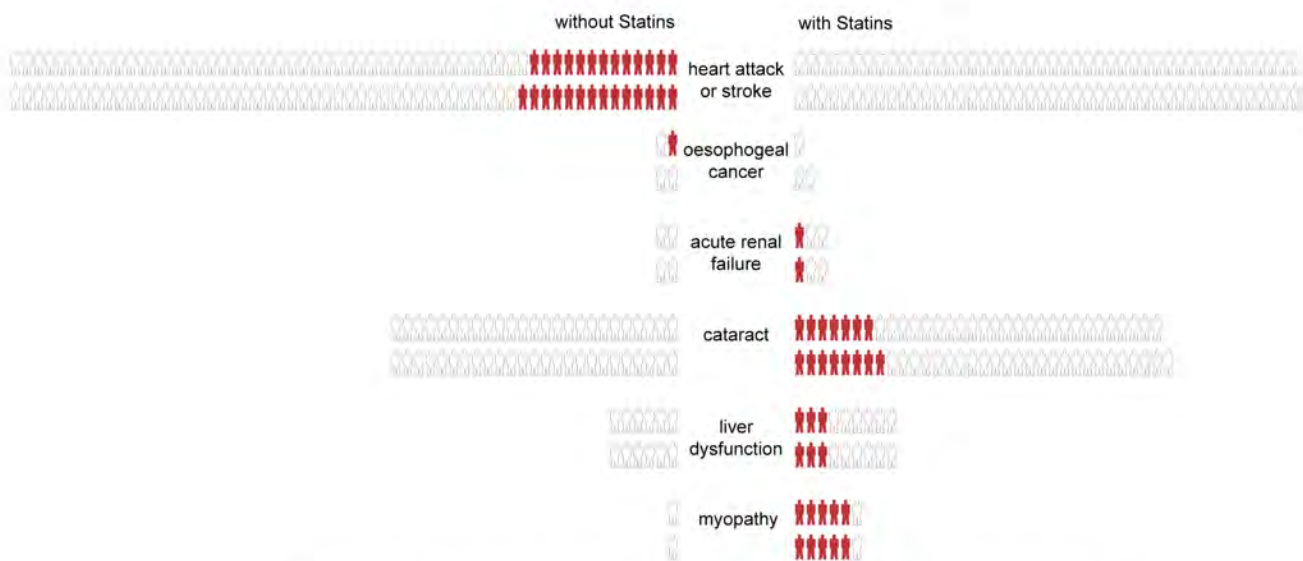 without Statins
with Statins
heart attack
or stroke
oesophogeal
cancer
acute renal
failure
cataract
liver
dysfunction
myopathy